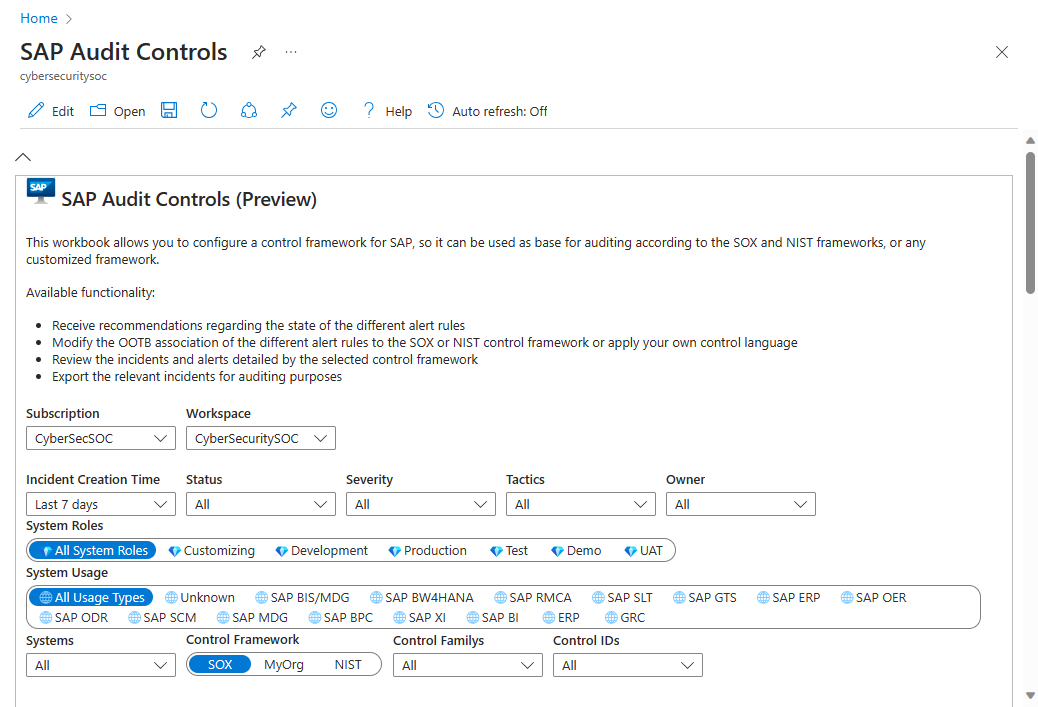 Home
SAP Audit Controls
cybersecuritysoc
Edit Open Help Auto refresh: Off
SAP
SAP Audit Controls (Preview)
This workbook allows you to configure a control framework for SAP, so it can be used as base for auditing according to the SOX and NIST frameworks, or any
customized framework.
Available functionality:
Receive recommendations regarding the state of the different alert rules
Modify the OOTB association of the different alert rules to the SOX or NIST control framework or apply your own control language
Review the incidents and alerts detailed by the selected control framework
Export the relevant incidents for auditing purposes
Subscription Workspace
CyberSecSOC CyberSecuritySOC
Incident Creation Time Status Severity Tactics Owner
Last 7 days All All All All
System Roles
All System Roles Customizing Development Production Test Demo UAT
System Usage
All Usage Types Unknown SAP BIS/MDG SAP BW4HANA SAP RMCA SAP SLT SAP GTS SAP ERP SAP OER
SAP ODR SAP SCM SAP MDG SAP BPC SAP XI SAP BI ERP GRC
Systems Control Framework Control Familys Control IDs
All SOX MyOrg NIST All All